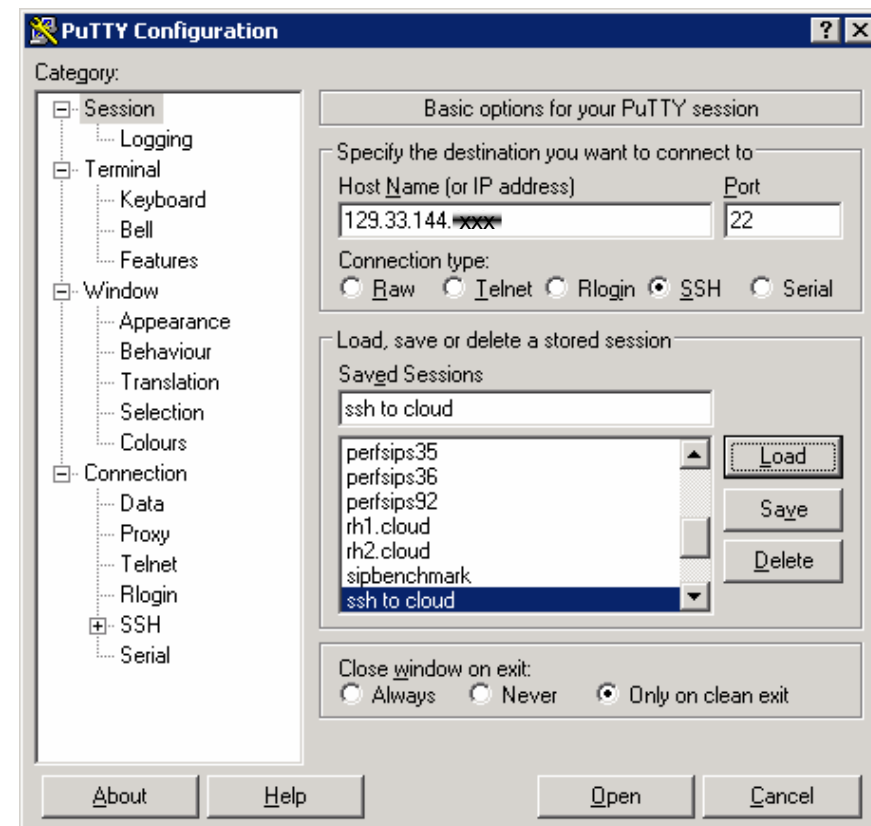 PuTTY Configuration
Category:
Session
Logging
Terminal
Keyboard
Bell
Features
Window
Appearance
Behaviour
Translation
Selection
Colours
Connection
Data
Proxy
Telnet
Rlogin
SSH
Serial
Basic options for your PuTTY session
Specify the destination you want to connect to
Host Name (or IP address) Port
129.33.144.xxx 22
Connection type:
Raw Telnet Rlogin SSH Serial
Load, save or delete a stored session
Saved Sessions
ssh to cloud
perfsips35
perfsips36
perfsips92
rh1.cloud
rh2.cloud
sipbenchmark
ssh to cloud
Load
Save
Delete
Close window on exit:
Always Never Only on clean exit
About Help Open Cancel